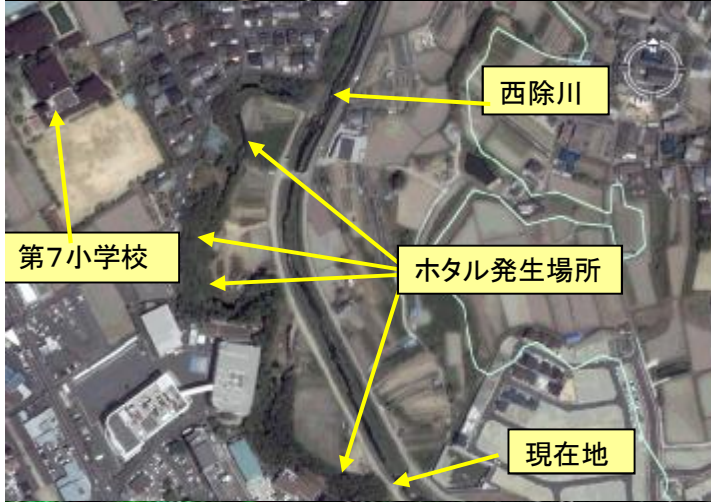 西除川
第7小学校
ホタル発生場所
現在地